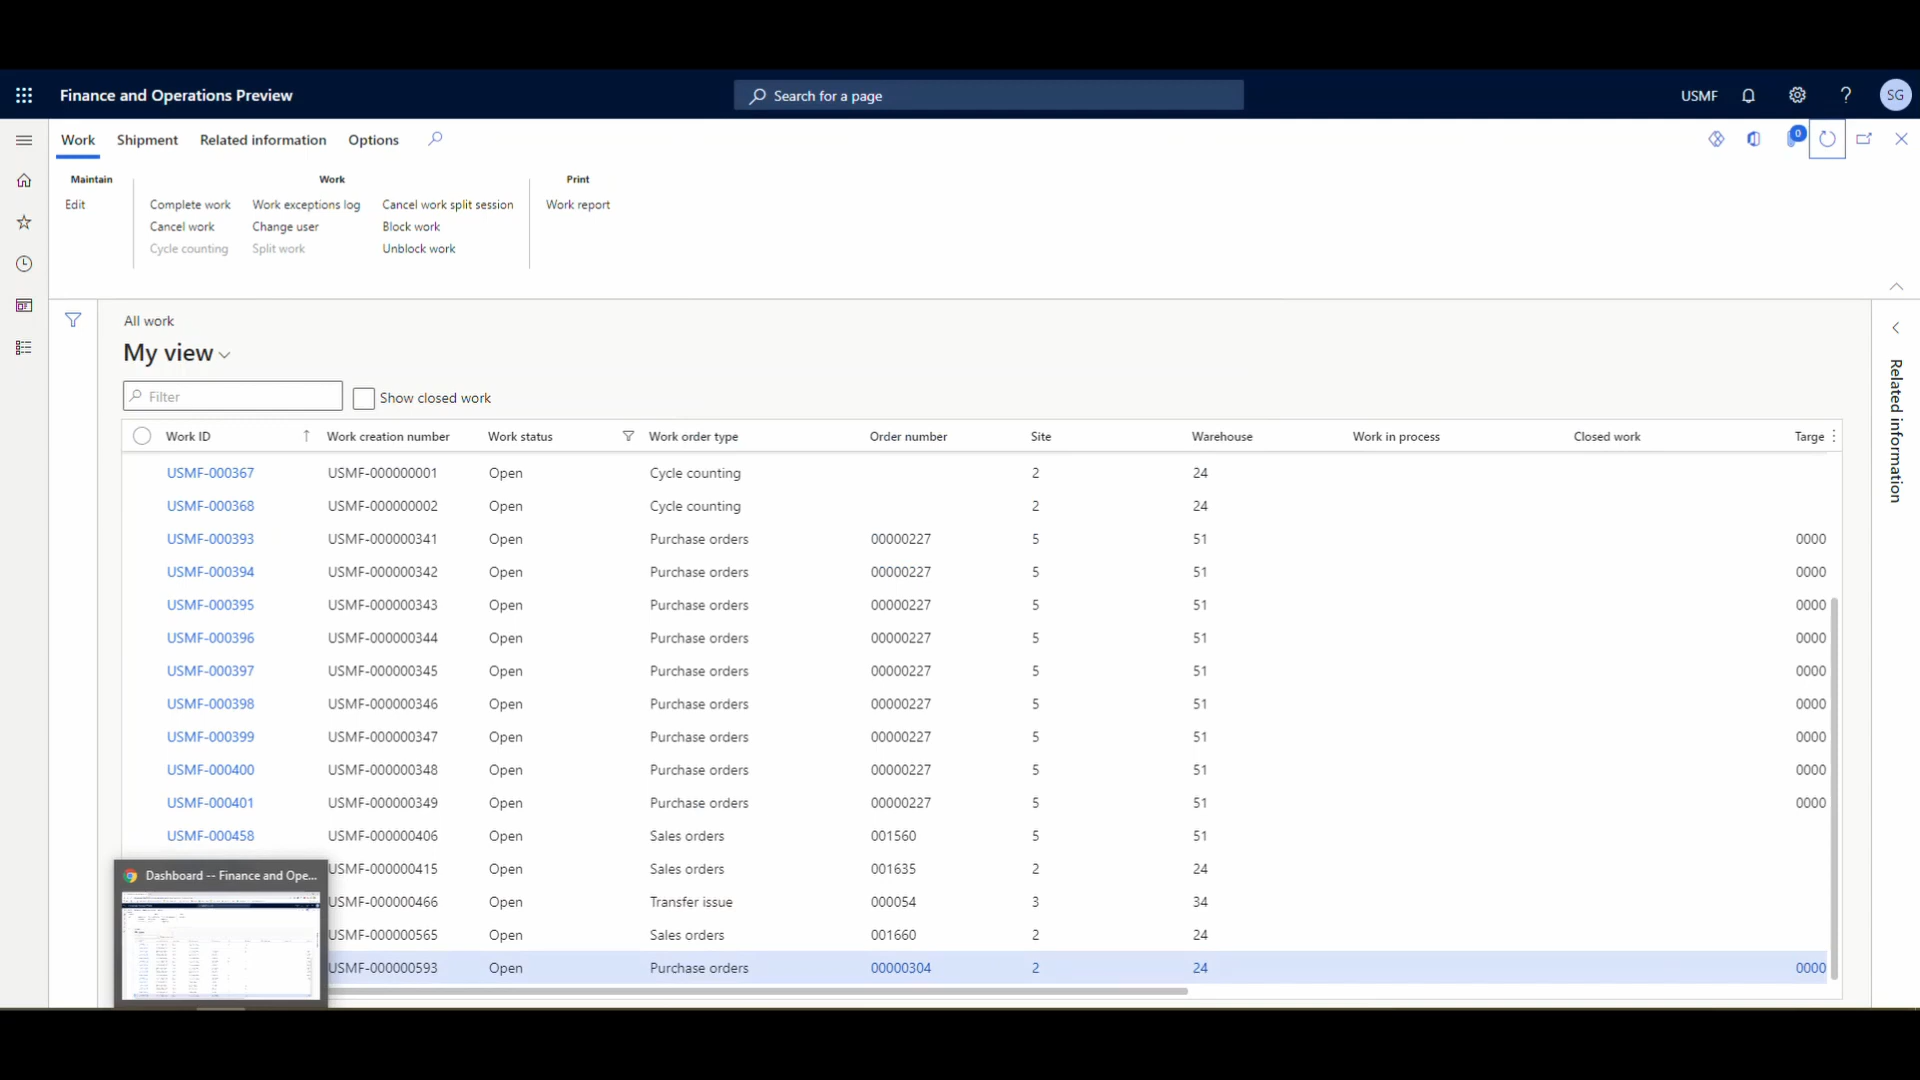 Finance and Operations Preview
Search for a page
USMF
SG
Work Shipment Related information Options
0
Maintain
Edit
Work
Complete work Work exceptions log Cancel work split session
Cancel work Change user Block work
Cycle counting Split work Unblock work
Print
Work report
All work
My view
Filter
Show closed work
Related information
Work ID Work creation number Work status Work order type Order number Site Warehouse Work in process Closed work Targe
USMF-000367 USMF-000000001 Open Cycle counting 2 24
USMF-000368 USMF-000000002 Open Cycle counting 2 24
USMF-000393 USMF-000000341 Open Purchase orders 00000227 5 51 0000
USMF-000394 USMF-000000342 Open Purchase orders 00000227 5 51 0000
USMF-000395 USMF-000000343 Open Purchase orders 00000227 5 51 0000
USMF-000396 USMF-000000344 Open Purchase orders 00000227 5 51 0000
USMF-000397 USMF-000000345 Open Purchase orders 00000227 5 51 0000
USMF-000398 USMF-000000346 Open Purchase orders 00000227 5 51 0000
USMF-000399 USMF-000000347 Open Purchase orders 00000227 5 51 0000
USMF-000400 USMF-000000348 Open Purchase orders 00000227 5 51 0000
USMF-000401 USMF-000000349 Open Purchase orders 00000227 5 51 0000
USMF-000458 USMF-000000406 Open Sales orders 001560 5 51
USMF-000000415 Open Sales orders 001635 2 24
USMF-000000466 Open Transfer issue 000054 3 34
USMF-000000565 Open Sales orders 001660 2 24
USMF-000000593 Open Purchase orders 00000304 2 24 0000
Dashboard -- Finance and Ope...